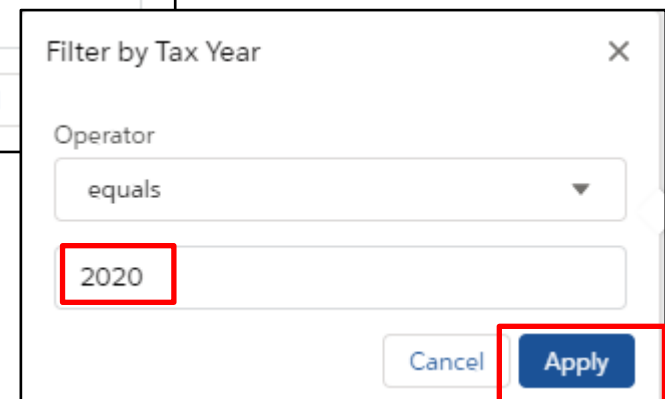 Filter by Tax Year
Operator
equals
2020
Cancel Apply